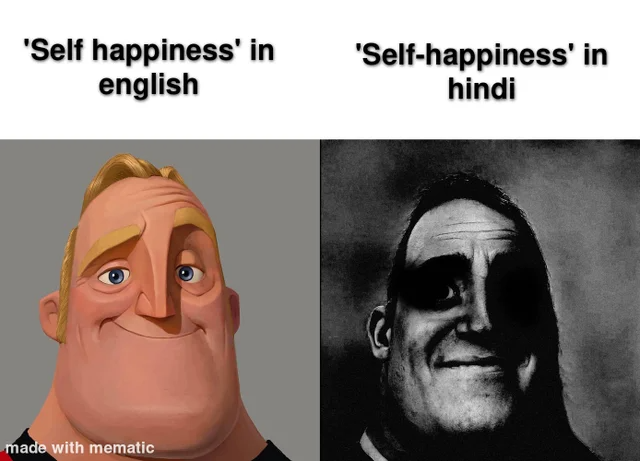 'Self happiness' in
english
'Self-happiness' in
hindi
made with mematic